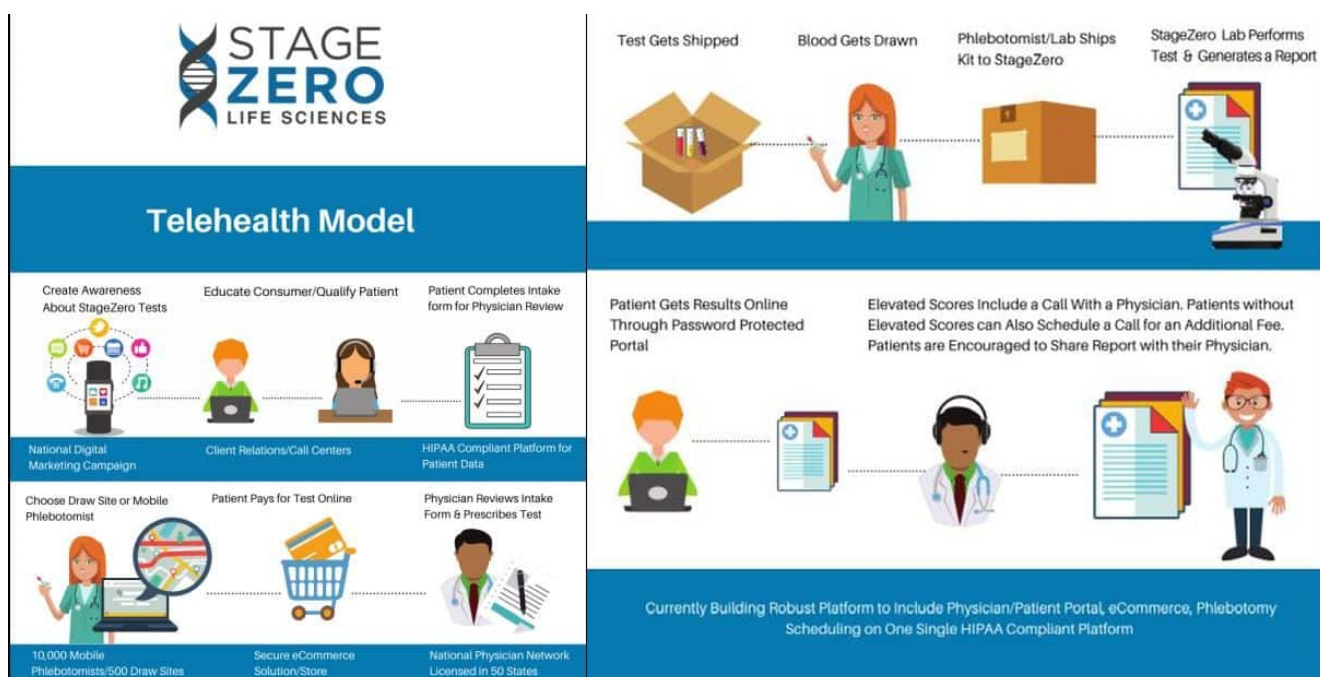 STAGE
ZERO
LIFE SCIENCES
Telehealth Model
Create Awareness
About StageZero Tests
Educate Consumer/Qualify Patient
Patient Completes Intake
form for Physician Review
National Digital
Marketing Campaign
Client Relations/Call Centers
HIPAA Compliant Platform for
Patient Data
Choose Draw Site or Mobile
Phlebotomist
Patient Pays for Test Online
Physician Reviews Intake
Form & Prescribes Test
10,000 Mobile
Phlebotomists/500 Draw Sites
Secure eCommerce
Solution/Store
National Physician Network
Licensed in 50 States
Test Gets Shipped
Blood Gets Drawn
Phlebotomist/Lab Ships
Kit to StageZero
StageZero Lab Performs
Test & Generates a Report
Patient Gets Results Online
Through Password Protected
Portal
Elevated Scores Include a Call With a Physician. Patients without
Elevated Scores can Also Schedule a Call for an Additional Fee.
Patients are Encouraged to Share Report with their Physician.
Currently Building Robust Platform to Include Physician/Patient Portal, eCommerce, Phlebotomy
Scheduling on One Single HIPAA Compliant Platform